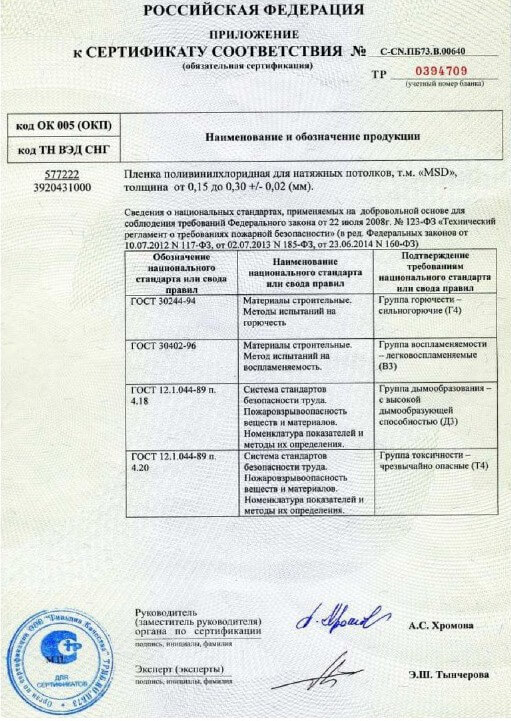 РОССИЙСКАЯ ФЕДЕРАЦИЯ
ПРИЛОЖЕНИЕ
к СЕРТИФИКАТУ СООТВЕТСТВИЯ № C-CN.ПБ73.В.00640
(обязательная сертификация)
ТР 0394709
(учетный номер бланка)
код ОК 005 (ОКП)
код ТН ВЭД СНГ
Наименование и обозначение продукции
577222
3920431000
Пленка поливинилхлоридная для натяжных потолков, т.м. «MSD»,
толщина от 0,15 до 0,30 +/- 0,02 (мм).
Сведения о национальных стандартах, применяемых на добровольной основе для
соблюдения требований Федерального закона от 22 июля 2008г. № 123-ФЗ «Технический
регламент о требованиях пожарной безопасности» (в ред. Федеральных законов от
10.07.2012 N 117-ФЗ, от 02.07.2013 N 185-ФЗ, от 23.06.2014 N 160-ФЗ)
Обозначение
национального
стандарта или свода
правил
Наименование
национального стандарта
или свода правил
Подтверждение
требованиям
национального стандарта
или свода правил
ГОСТ 30244-94
Материалы строительные.
Методы испытаний на
горючесть
Группа горючести –
сильногорючие (Г4)
ГОСТ 30402-96
Материалы строительные.
Метод испытаний на
воспламеняемость.
Группа воспламеняемости
– легковоспламеняемые
(В3)
ГОСТ 12.1.044-89 п.
4.18
Система стандартов
безопасности труда.
Пожаровзрывоопасность
веществ и материалов.
Номенклатура показателей и
методы их определения.
Группа дымообразования –
с высокой
дымообразующей
способностью (Д3)
ГОСТ 12.1.044-89 п.
4.20
Система стандартов
безопасности труда.
Пожаровзрывоопасность
веществ и материалов.
Номенклатура показателей и
методы их определения.
Группа токсичности –
чрезвычайно опасные (Т4)
Руководитель
(заместитель руководителя)
органа по сертификации
подпись, инициалы, фамилия
А.С. Хромова
Эксперт (эксперты)
подпись, инициалы, фамилия
Э.Ш. Тынчерова
М.П.
ДЛЯ
СЕРТИФИКАТОВ
Орган по сертификации ООО "Гильдия Качества"